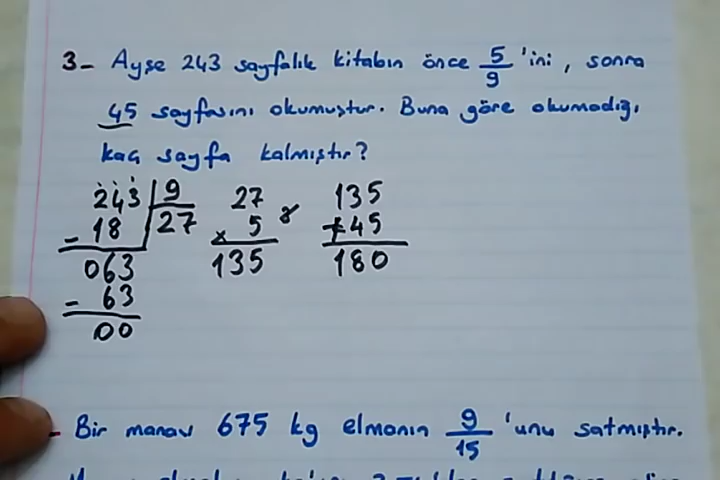 3- Ayşe 243 sayfalık kitabın önce 5/9 'ini, sonra
45 sayfasını okumuştur. Buna göre okumadığı
kaç sayfa kalmıştır?
243 9 27 135
- 18 27 x 5 +45
063 135 180
- 63
00
- Bir manav 675 kg elmanın 9/15 'unu satmıştır.